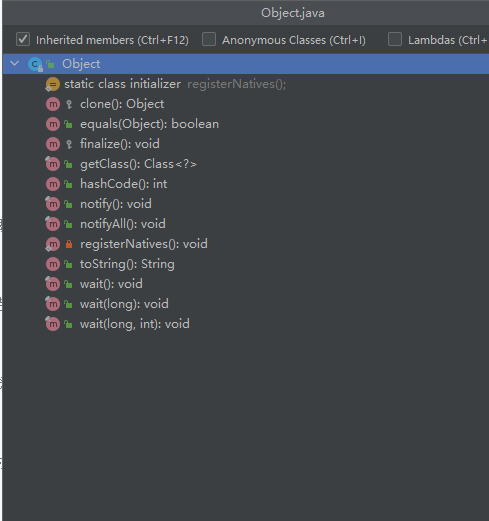 Object.java
Inherited members (Ctrl+F12) Anonymous Classes (Ctrl+I) Lambdas (Ctrl+
Object
static class initializer registerNatives();
clone(): Object
equals(Object): boolean
finalize(): void
getClass(): Class<?>
hashCode(): int
notify(): void
notifyAll(): void
registerNatives(): void
toString(): String
wait(): void
wait(long): void
wait(long, int): void